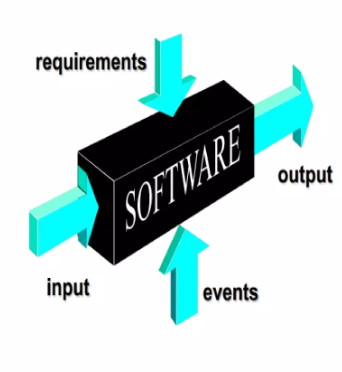 requirements
SOFTWARE
output
input
events